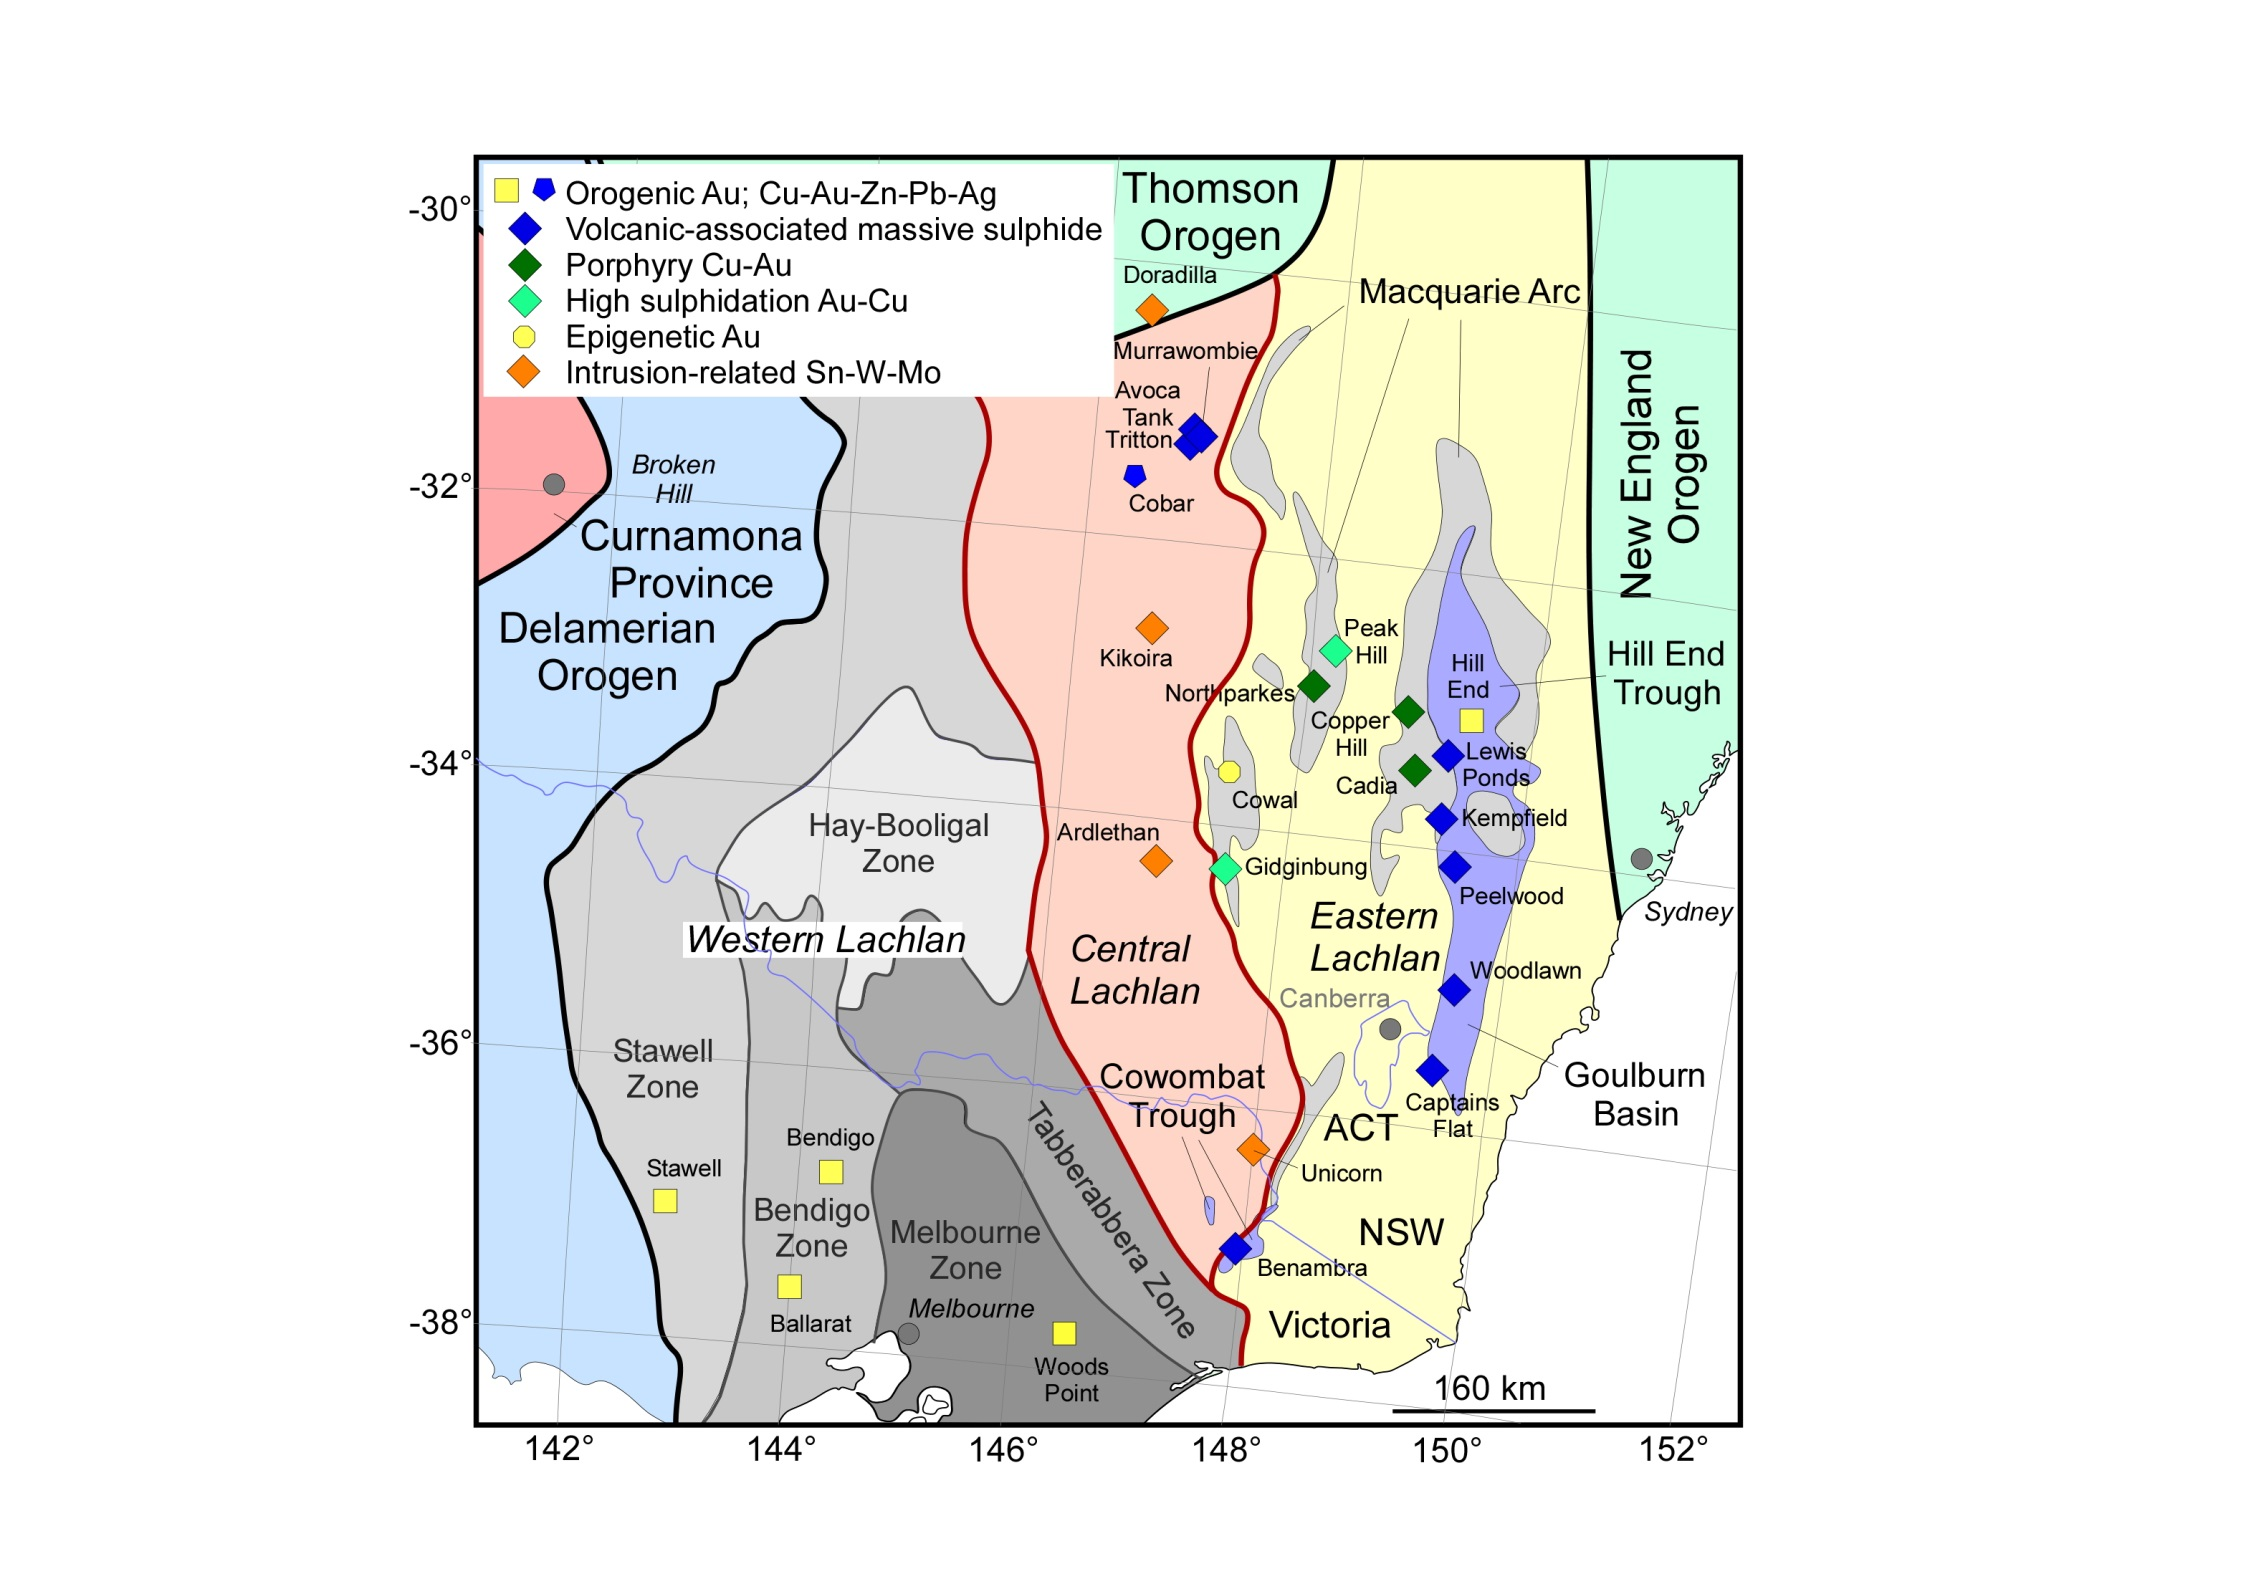 Orogenic Au; Cu-Au-Zn-Pb-Ag
Volcanic-associated massive sulphide
Porphyry Cu-Au
High sulphidation Au-Cu
Epigenetic Au
Intrusion-related Sn-W-Mo
-30°
-32°
-34°
-36°
-38°
142°
144°
146°
148°
150°
152°
Thomson
Orogen
Doradilla
Murrawombie
Avoca
Tank
Tritton
Cobar
Macquarie Arc
New England
Orogen
Broken
Hill
Curnamona
Province
Delamerian
Orogen
Kikoira
Peak
Hill
Northparkes
Copper
Hill
Cadia
Hill
End
Hill End
Trough
Lewis
Ponds
Kempfield
Peelwood
Cowal
Ardlethan
Gidginbung
Hay-Booligal
Zone
Western Lachlan
Central
Lachlan
Eastern
Lachlan
Sydney
Woodlawn
Canberra
Goulburn
Basin
Captains
Flat
ACT
Cowombat
Trough
Unicorn
NSW
Benambra
Victoria
Stawell
Zone
Stawell
Bendigo
Bendigo
Zone
Ballarat
Melbourne
Zone
Melbourne
Woods
Point
Tabberabbera Zone
160 km